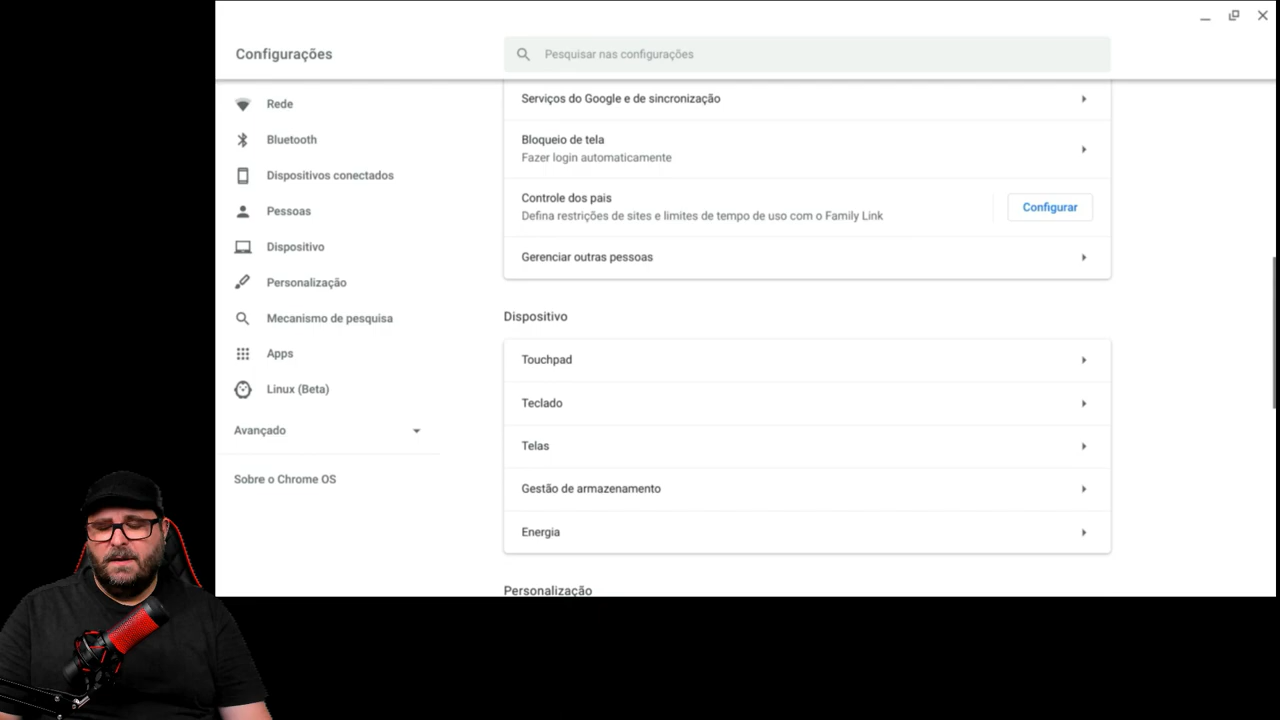 Configurações
Pesquisar nas configurações
Rede
Bluetooth
Dispositivos conectados
Pessoas
Dispositivo
Personalização
Mecanismo de pesquisa
Apps
Linux (Beta)
Avançado
Sobre o Chrome OS
Serviços do Google e de sincronização
Bloqueio de tela
Fazer login automaticamente
Controle dos pais
Defina restrições de sites e limites de tempo de uso com o Family Link
Configurar
Gerenciar outras pessoas
Dispositivo
Touchpad
Teclado
Telas
Gestão de armazenamento
Energia
Personalização